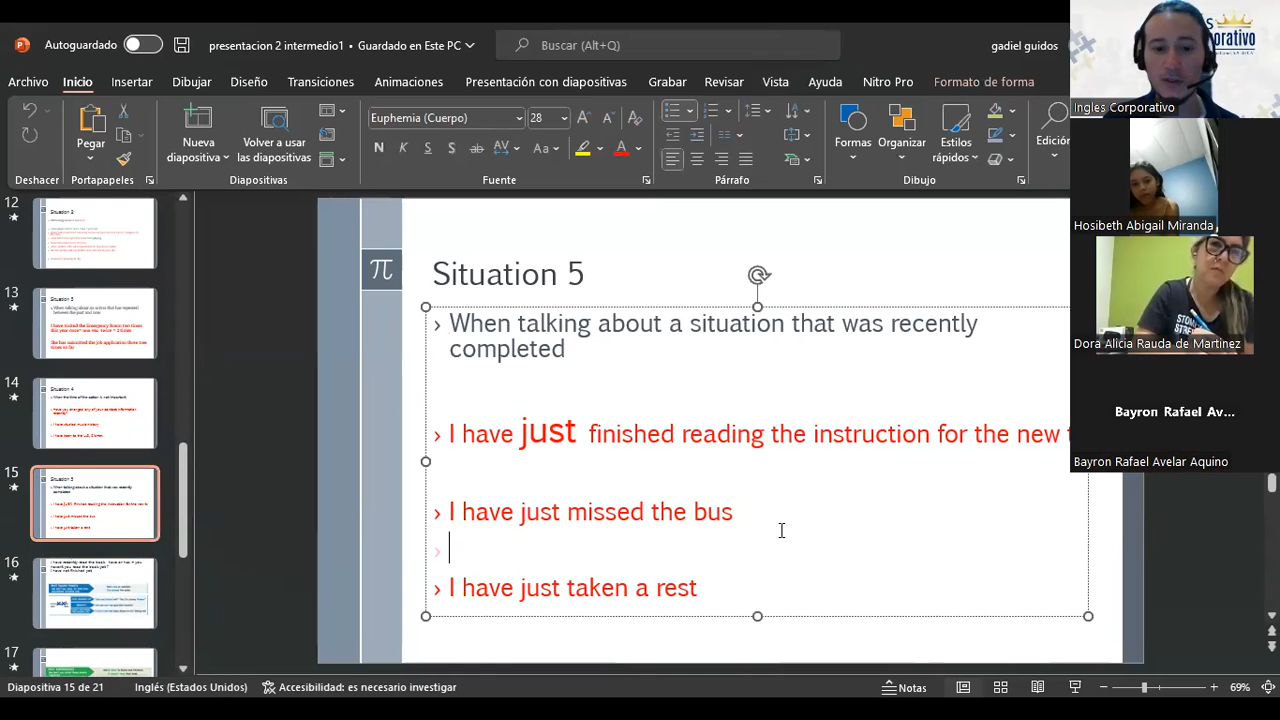 Autoguardado
presentacion 2 intermedio1 • Guardado en Este PC
Buscar (Alt+Q)
gadiel guidos
Archivo Inicio Insertar Dibujar Diseño Transiciones Animaciones Presentación con diapositivas Grabar Revisar Vista Ayuda Nitro Pro Formato de forma
Euphemia (Cuerpo) 28
Pegar
Nueva diapositiva
Volver a usar las diapositivas
Formas
Organizar
Estilos rápidos
Edición
Deshacer Portapapeles Diapositivas Fuente Párrafo Dibujo
12
13
14
15
16
17
Situation 5
When talking about a situation that was recently
completed
I have just finished reading the instruction for the new
I have just missed the bus
I have just taken a rest
Ingles Corporativo
Hosibeth Abigail Miranda
Dora Alicia Rauda de Martinez
Bayron Rafael Av...
Bayron Rafael Avelar Aquino
Diapositiva 15 de 21 Inglés (Estados Unidos) Accesibilidad: es necesario investigar Notas 69%